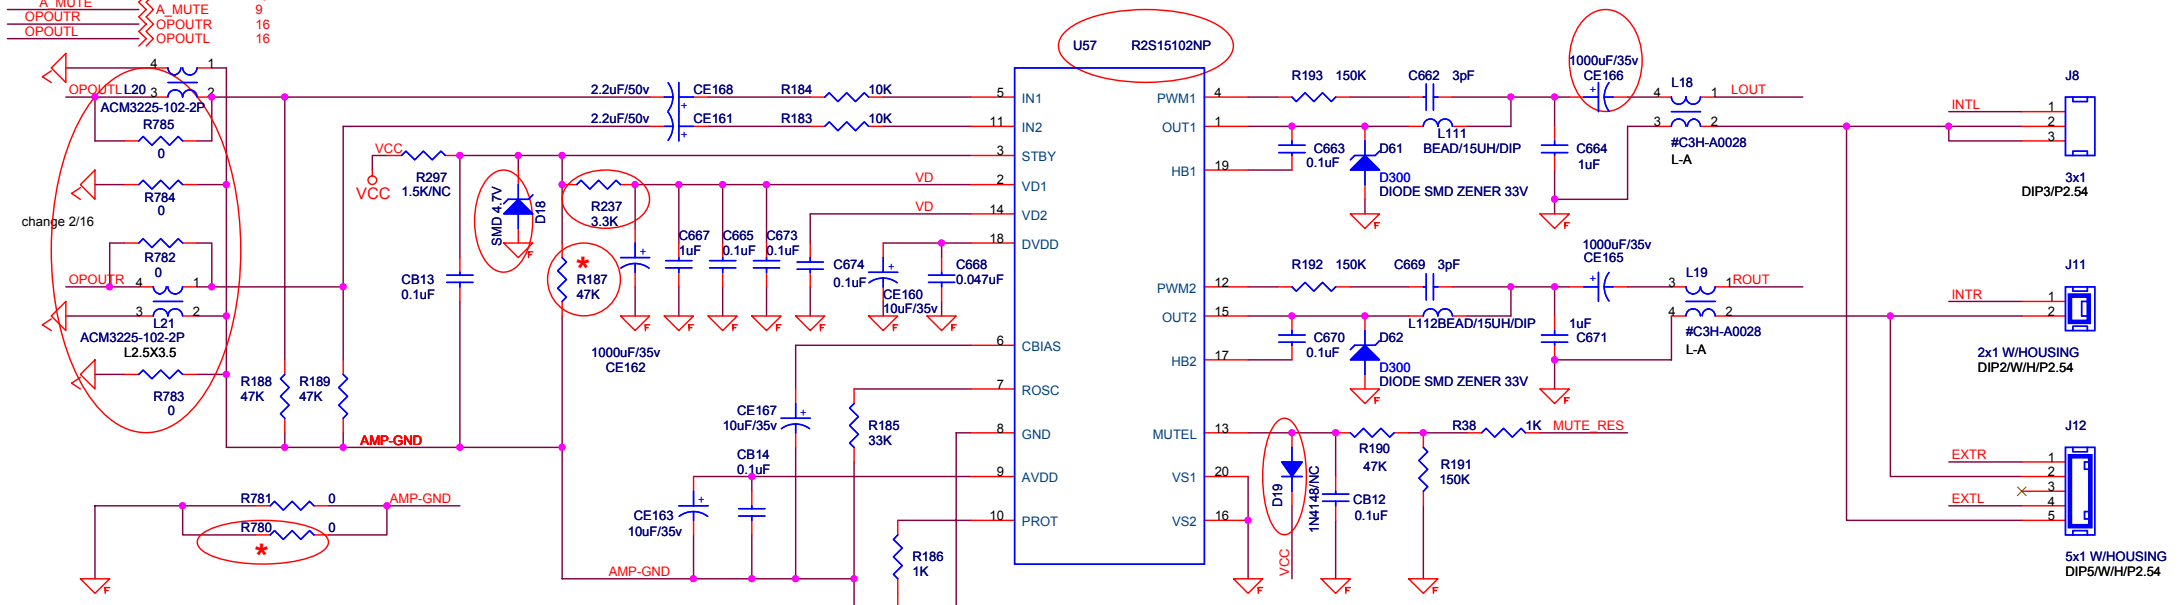 A_MUTE A_MUTE 9
OPOUTR OPOUTR 16
OPOUTL OPOUTL 16
U57 R2S15102NP
4 1
OPOUTL L20 3 2
ACM3225-102-2P
R785
0
R784
0
change 2/16
R782
0
OPOUTR 4 1
3 2
L21
ACM3225-102-2P
L2.5X3.5
R783
0
R188
47K
R189
47K
AMP-GND
R781 0 AMP-GND
R780 0
*
F
2.2uF/50v CE168 R184 10K
+
2.2uF/50v CE161 R183 10K
+
VCC
VCC
R297
1.5K/NC
CB13
0.1uF
SMD 4.7V
D18
F
R237
3.3K
*
R187
47K
VD
VD
+
1000uF/35v
CE162
C667
1uF
C665
0.1uF
C673
0.1uF
C674
0.1uF
+
CE160
10uF/35v
C668
0.047uF
F F F F F F F
CE167 +
10uF/35v
R185
33K
CB14
0.1uF
CE163 +
10uF/35v
R186
1K
AMP-GND
5 IN1
11 IN2
3 STBY
2 VD1
14 VD2
18 DVDD
6 CBIAS
7 ROSC
8 GND
9 AVDD
10 PROT
PWM1 4
OUT1 1
HB1 19
PWM2 12
OUT2 15
HB2 17
MUTEL 13
VS1 20
VS2 16
R193 150K C662 3pF
1000uF/35v
CE166
+
L18
4 1 LOUT
3 2
#C3H-A0028
L-A
L111
BEAD/15UH/DIP
C663
0.1uF
D61
D300
DIODE SMD ZENER 33V
C664
1uF
F F
R192 150K C669 3pF
1000uF/35v
CE165
+
L19
3 1 ROUT
4 2
#C3H-A0028
L-A
L112BEAD/15UH/DIP
C670
0.1uF
D62
D300
DIODE SMD ZENER 33V
1uF
C671
F F
R38 1K MUTE_RES
R190
47K
R191
150K
D19
1N4148/NC
CB12
0.1uF
VCC
F F F
J8
INTL 1
2
3
3x1
DIP3/P2.54
J11
INTR 1
2
2x1 W/HOUSING
DIP2/W/H/P2.54
J12
EXTR 1
2
3
EXTL 4
5
5x1 W/HOUSING
DIP5/W/H/P2.54